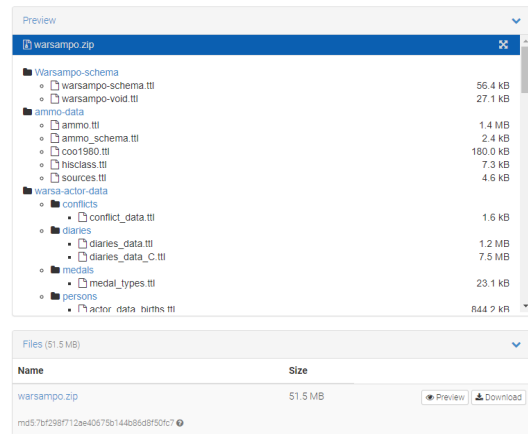 Preview
warsampo.zip
Warsampo-schema
warsampo-schema.ttl 56.4 kB
warsampo-void.ttl 27.1 kB
ammo-data
ammo.ttl 1.4 MB
ammo_schema.ttl 2.4 kB
coo1980.ttl 180.0 kB
hisclass.ttl 7.3 kB
sources.ttl 4.6 kB
warsa-actor-data
conflicts
conflict_data.ttl 1.6 kB
diaries
diaries_data.ttl 1.2 MB
diaries_data_C.ttl 7.5 MB
medals
medal_types.ttl 23.1 kB
persons
actor_data_births.ttl 844.2 kB
Files (51.5 MB)
Name Size
warsampo.zip 51.5 MB Preview Download
md5:7bf298f712ae40675b144b86d8f50fc7